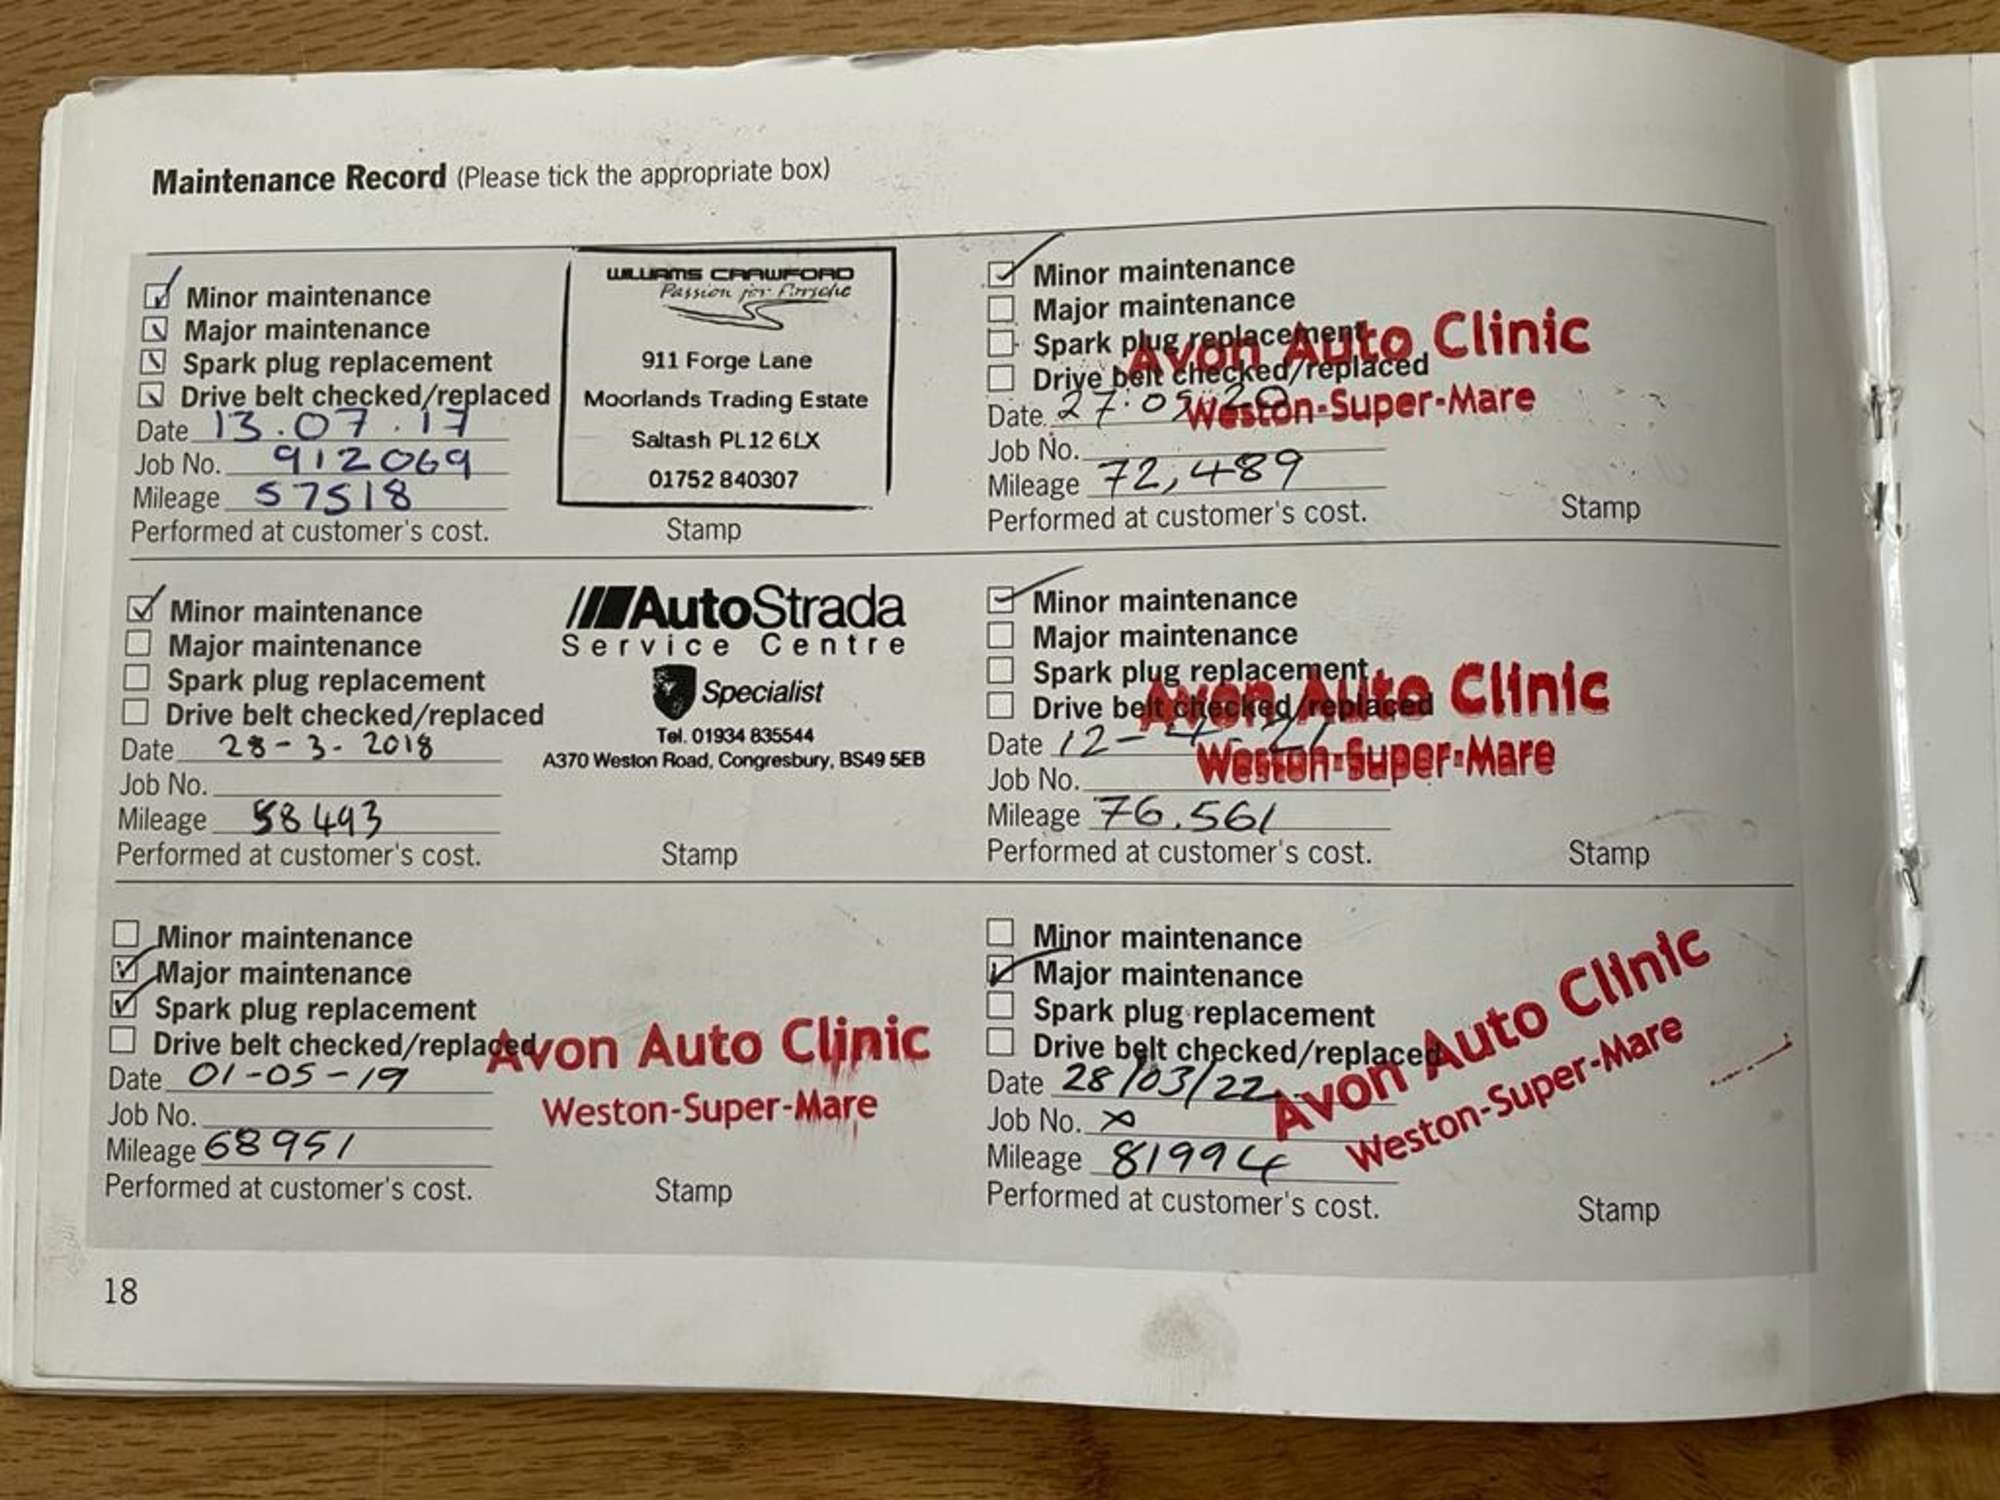 Maintenance Record (Please tick the appropriate box)
Minor maintenance
Major maintenance
Spark plug replacement
Drive belt checked/replaced
Date 13.07.17
Job No. 912069
Mileage 57518
Performed at customer's cost.
WILLIAMS CRAWFORD
Passion for Porsche
911 Forge Lane
Moorlands Trading Estate
Saltash PL12 6LX
01752 840307
Stamp
Minor maintenance
Major maintenance
Spark plug replacement
Drive belt checked/replaced
Date 28-3-2018
Job No.
Mileage 58493
Performed at customer's cost.
AutoStrada
Service Centre
Specialist
Tel. 01934 835544
A370 Weston Road, Congresbury, BS49 5EB
Stamp
Minor maintenance
Major maintenance
Spark plug replacement
Drive belt checked/replaced
Date 01-05-19
Job No.
Mileage 68951
Performed at customer's cost.
Avon Auto Clinic
Weston-Super-Mare
Stamp
Minor maintenance
Major maintenance
Spark plug replacement
Drive belt checked/replaced
Date
Job No.
Mileage 72,489
Performed at customer's cost.
Avon Auto Clinic
Weston-Super-Mare
Stamp
Minor maintenance
Major maintenance
Spark plug replacement
Drive belt checked/replaced
Date 12-4-21
Job No.
Mileage 76.561
Performed at customer's cost.
Avon Auto Clinic
Weston-Super-Mare
Stamp
Minor maintenance
Major maintenance
Spark plug replacement
Drive belt checked/replaced
Date 28/03/22
Job No.
Mileage 81994
Performed at customer's cost.
Avon Auto Clinic
Weston-Super-Mare
Stamp
18